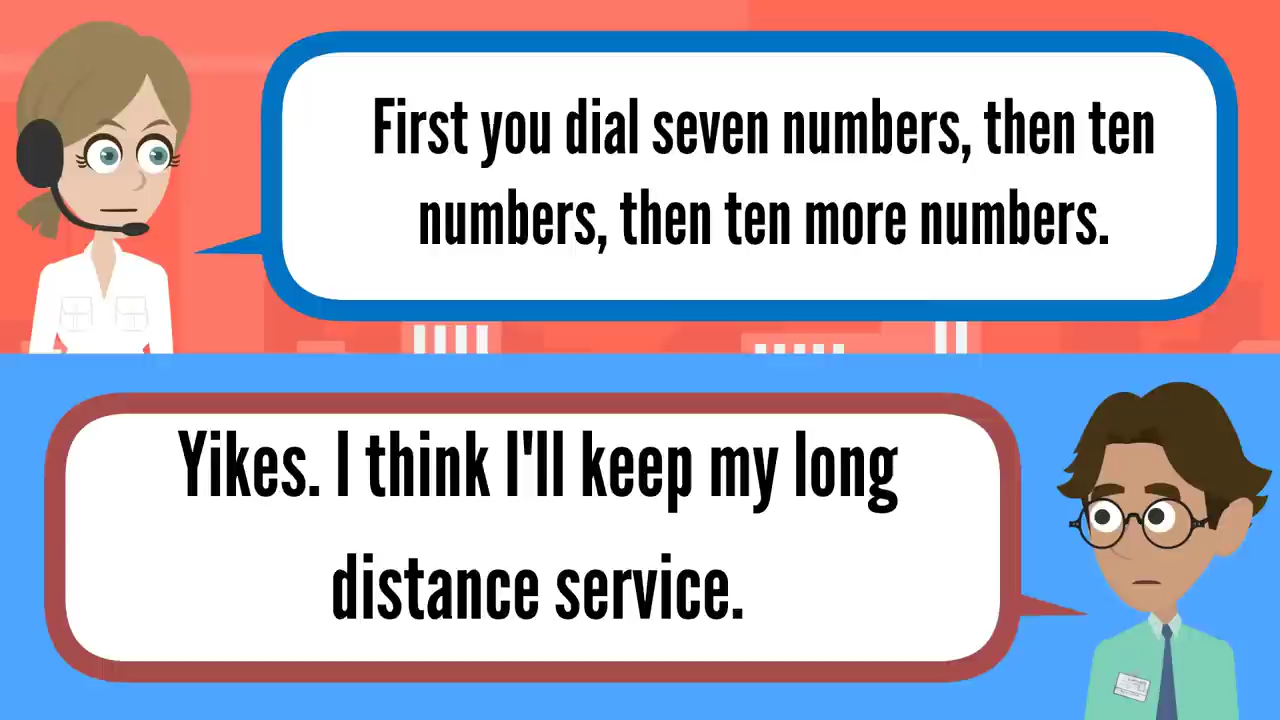 First you dial seven numbers, then ten
numbers, then ten more numbers.
Yikes. I think I'll keep my long
distance service.